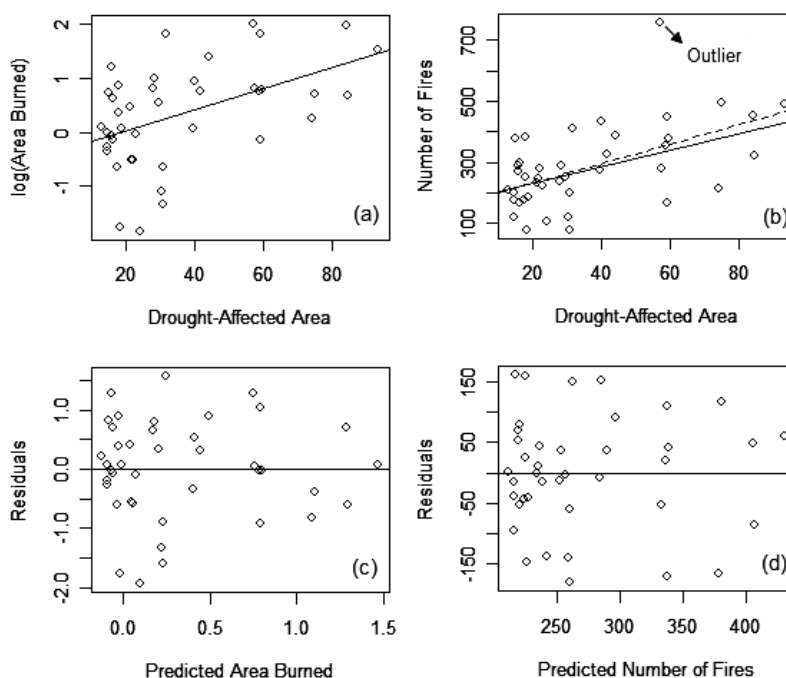 log(Area Burned)
2
1
0
-1
20
40
60
80
Drought-Affected Area
(a)
Number of Fires
700
500
300
100
20
40
60
80
Drought-Affected Area
Outlier
(b)
Residuals
1.0
0.0
-1.0
-2.0
0.0
0.5
1.0
1.5
Predicted Area Burned
(c)
Residuals
150
50
-50
-150
250
300
350
400
Predicted Number of Fires
(d)